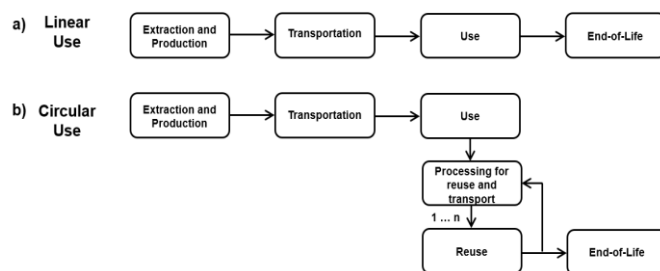 a) Linear
Use
Extraction and
Production
Transportation
Use
End-of-Life
b) Circular
Use
Extraction and
Production
Transportation
Use
Processing for
reuse and
transport
1 ... n
Reuse
End-of-Life